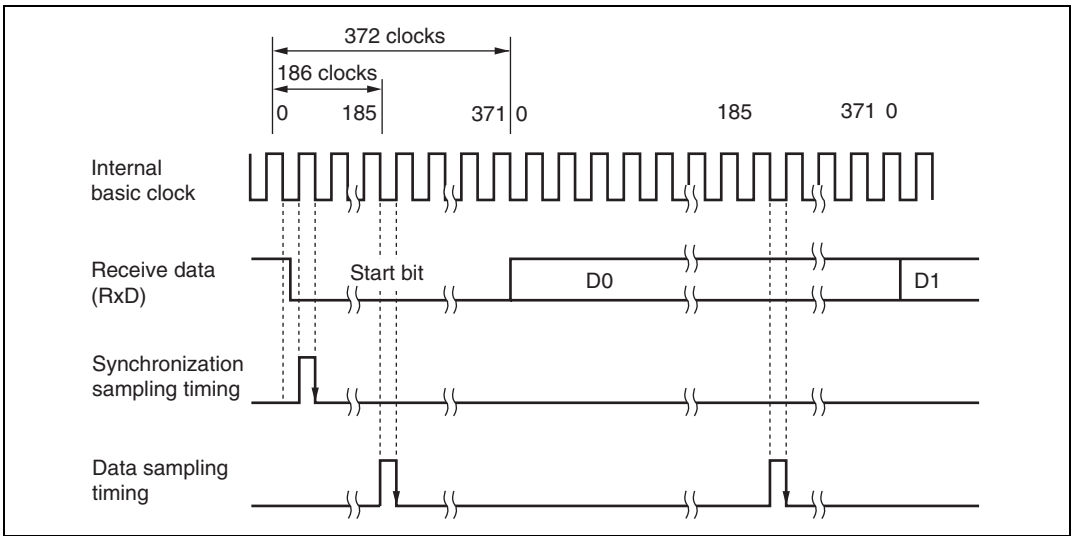 372 clocks
186 clocks
0 185 371 0 185 371 0
Internal
basic clock
Receive data
(RxD)
Start bit D0 D1
Synchronization
sampling timing
Data sampling
timing